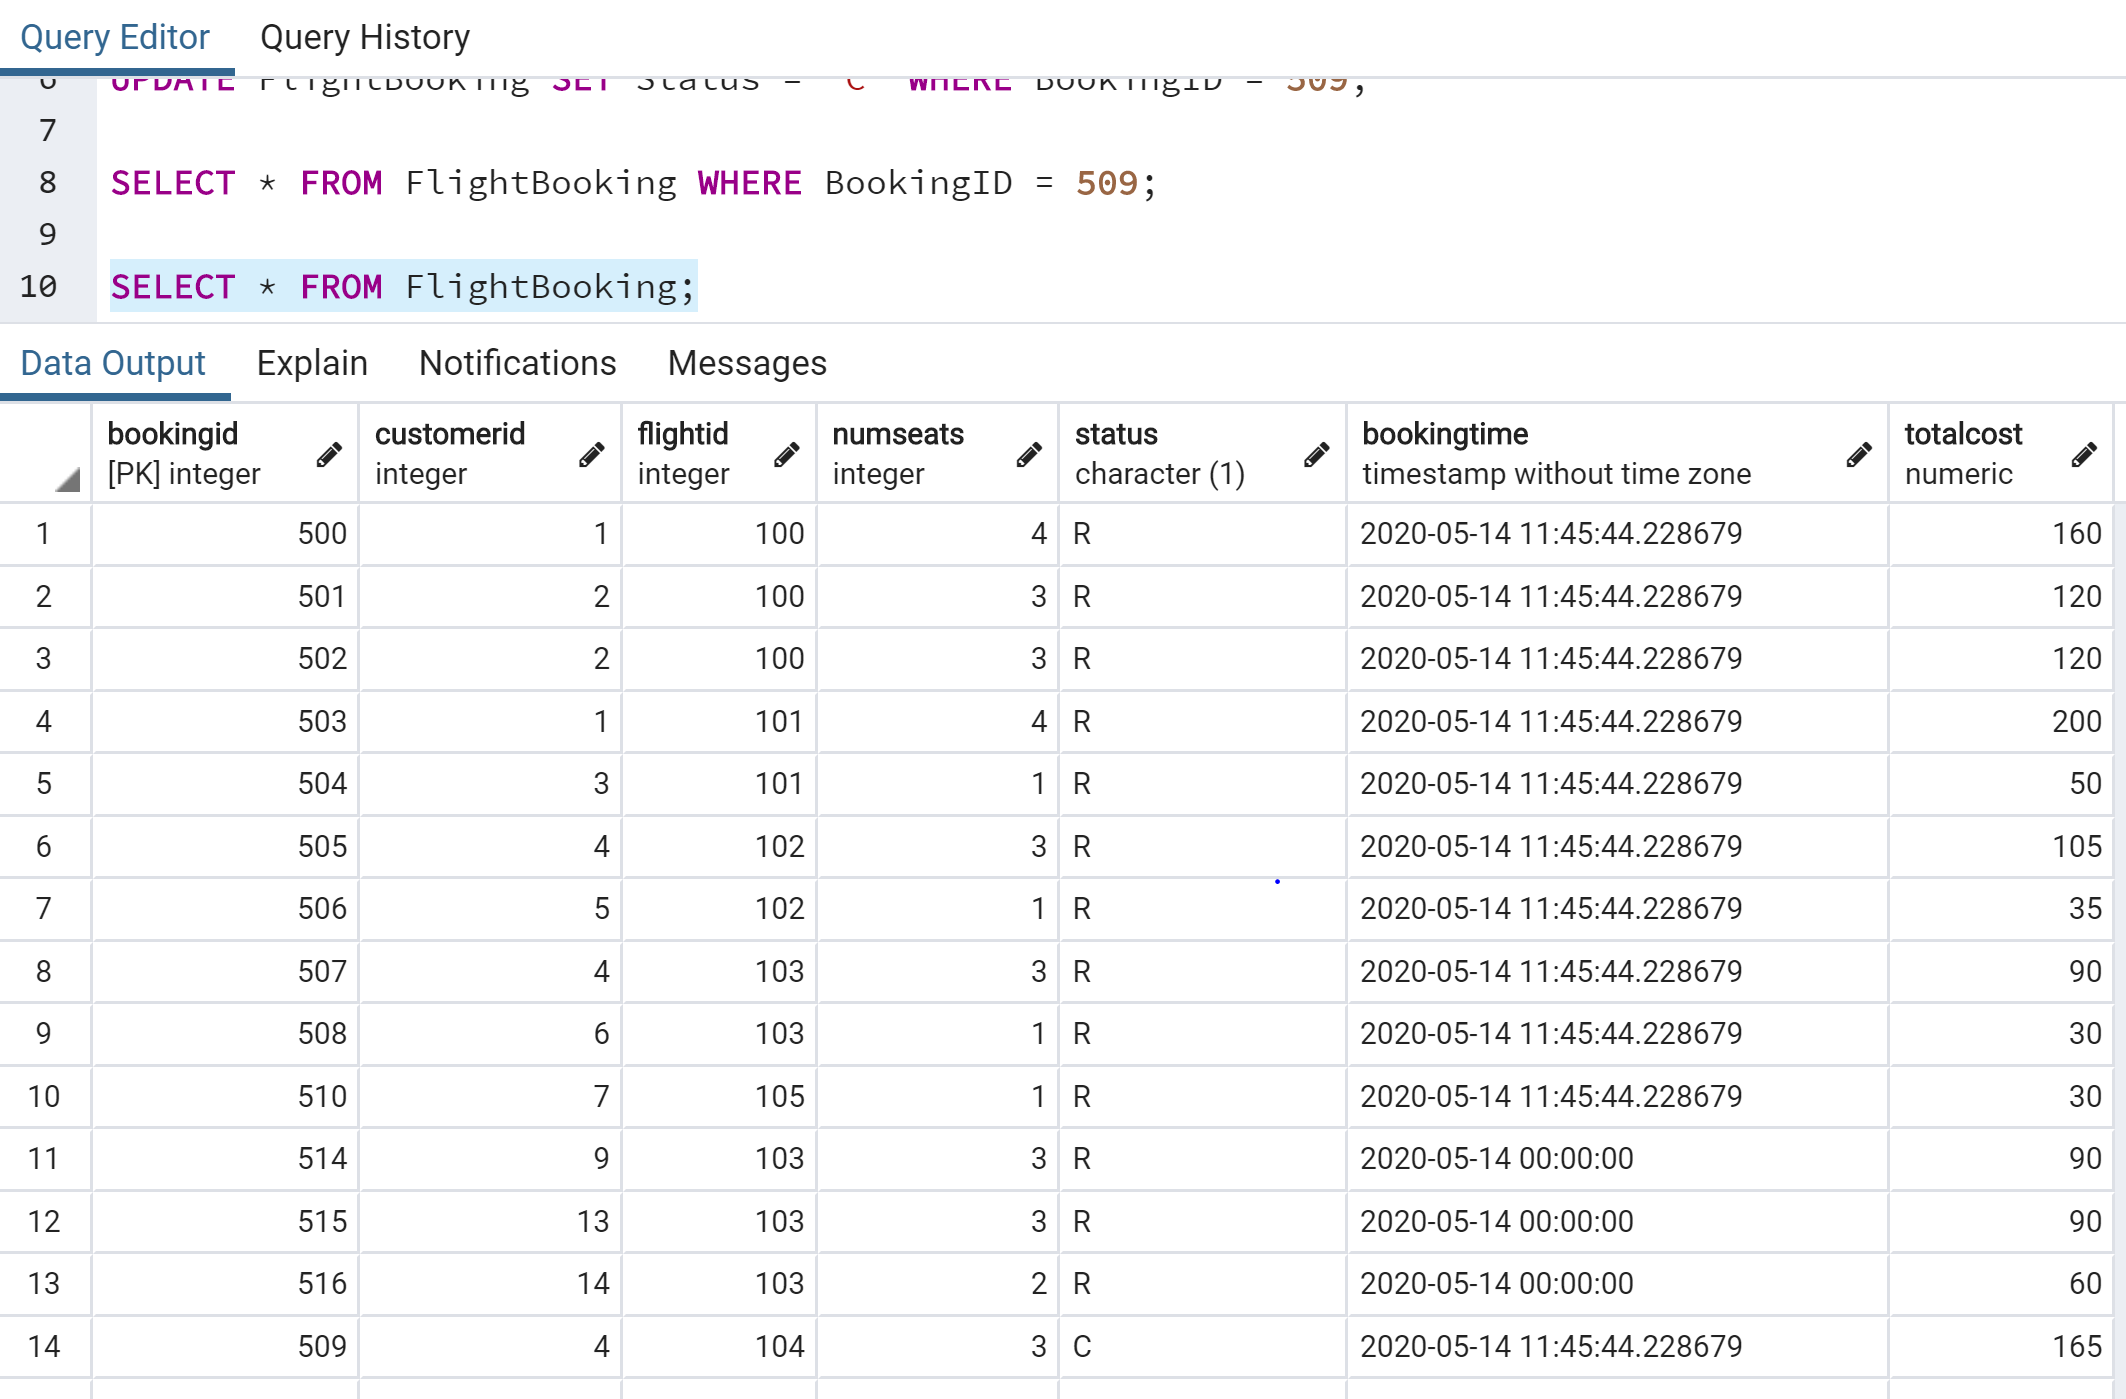 Query Editor Query History
6 UPDATE FlightBooking SET Status = 'C' WHERE BookingID = 509;
7
8 SELECT * FROM FlightBooking WHERE BookingID = 509;
9
10 SELECT * FROM FlightBooking;
Data Output Explain Notifications Messages
bookingid customerid flightid numseats status bookingtime totalcost
[PK] integer integer integer integer character (1) timestamp without time zone numeric
1 500 1 100 4 R 2020-05-14 11:45:44.228679 160
2 501 2 100 3 R 2020-05-14 11:45:44.228679 120
3 502 2 100 3 R 2020-05-14 11:45:44.228679 120
4 503 1 101 4 R 2020-05-14 11:45:44.228679 200
5 504 3 101 1 R 2020-05-14 11:45:44.228679 50
6 505 4 102 3 R 2020-05-14 11:45:44.228679 105
7 506 5 102 1 R 2020-05-14 11:45:44.228679 35
8 507 4 103 3 R 2020-05-14 11:45:44.228679 90
9 508 6 103 1 R 2020-05-14 11:45:44.228679 30
10 510 7 105 1 R 2020-05-14 11:45:44.228679 30
11 514 9 103 3 R 2020-05-14 00:00:00 90
12 515 13 103 3 R 2020-05-14 00:00:00 90
13 516 14 103 2 R 2020-05-14 00:00:00 60
14 509 4 104 3 C 2020-05-14 11:45:44.228679 165